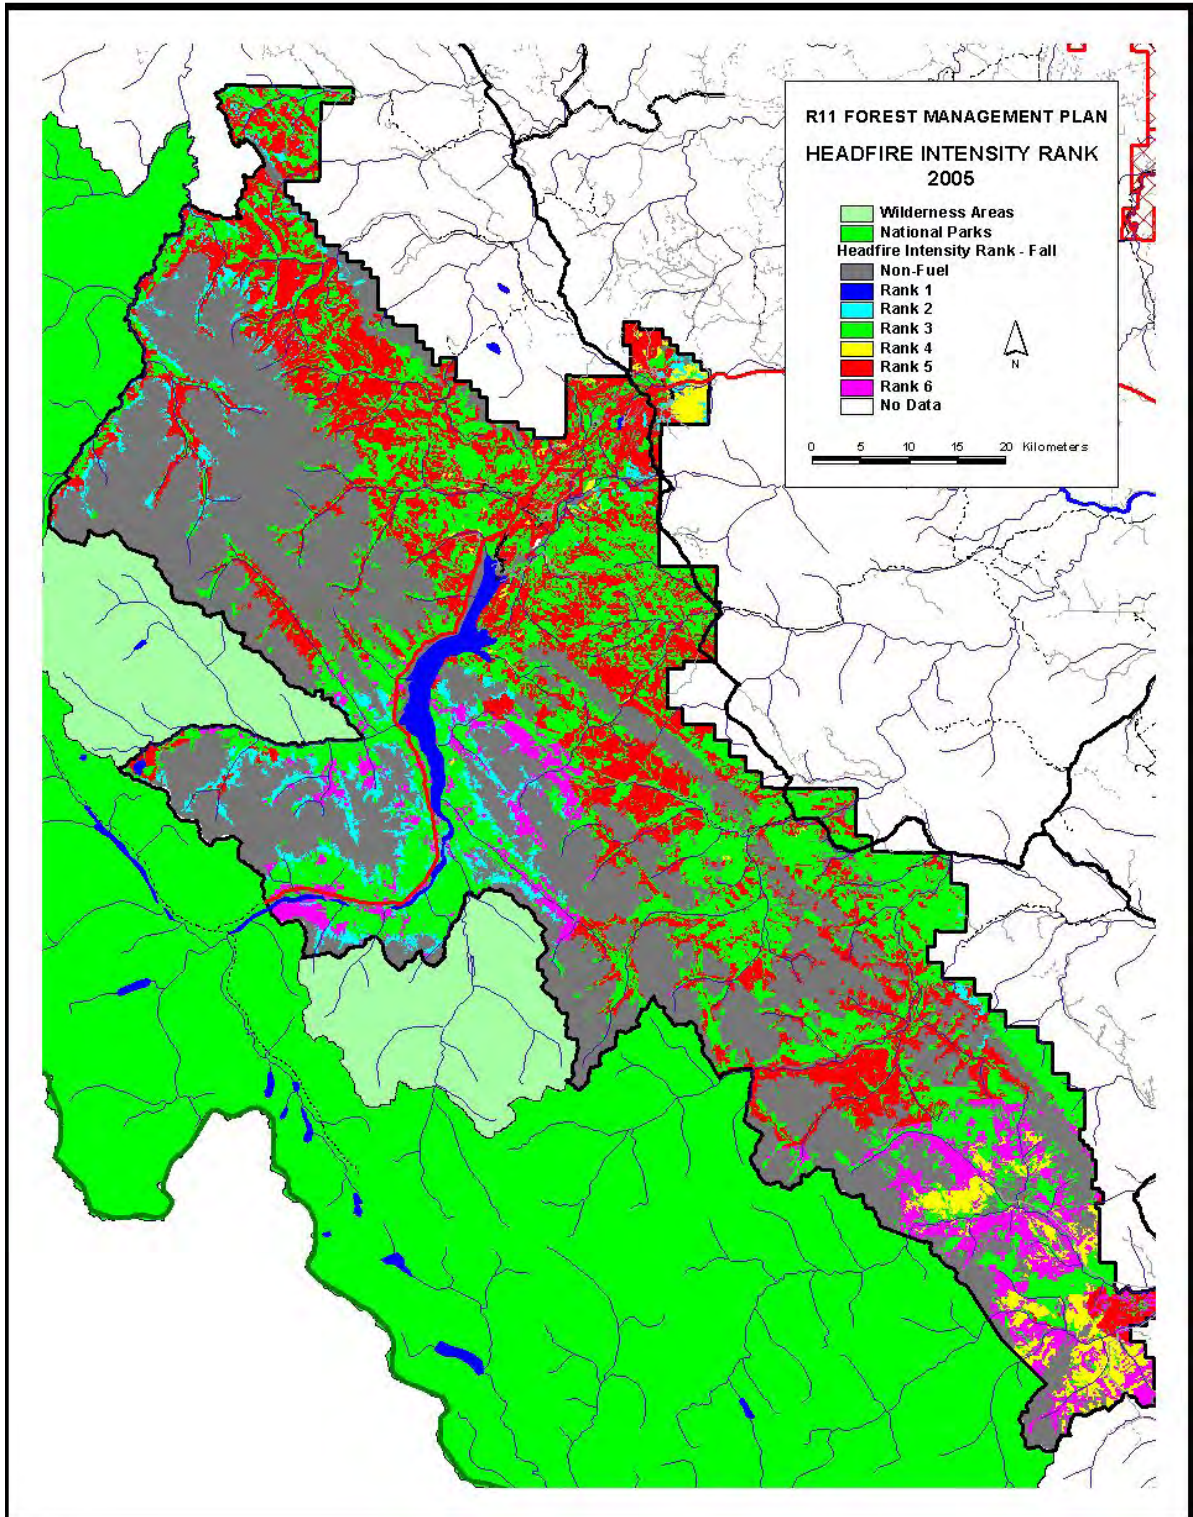 R11 FOREST MANAGEMENT PLAN
HEADFIRE INTENSITY RANK
2005
Wilderness Areas
National Parks
Headfire Intensity Rank - Fall
Non-Fuel
Rank 1
Rank 2
Rank 3
Rank 4
Rank 5
Rank 6
No Data
N
0 5 10 15 20 Kilometers